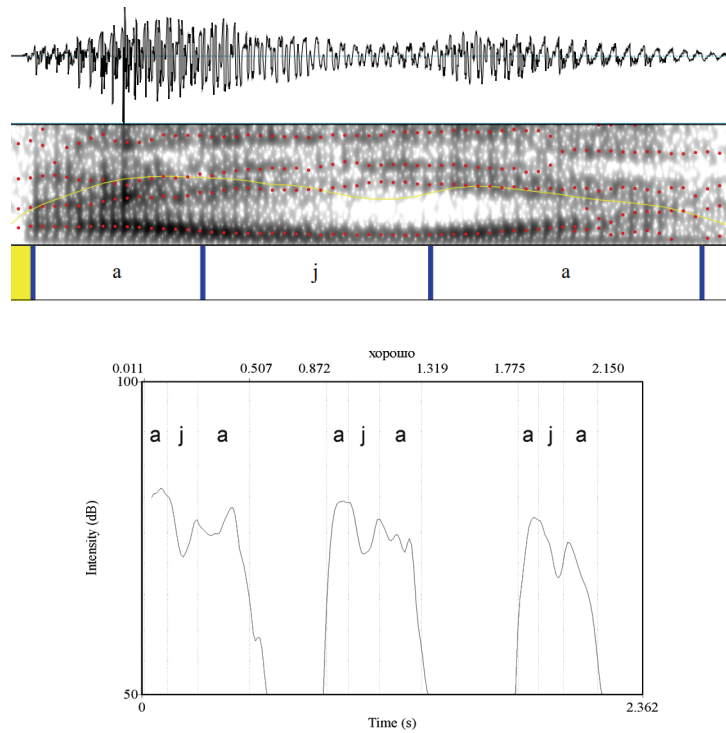 a j a
хорошо
0.011 0.507 0.872 1.319 1.775 2.150
100
a j a a j a a j a
Intensity (dB)
50
0 2.362
Time (s)